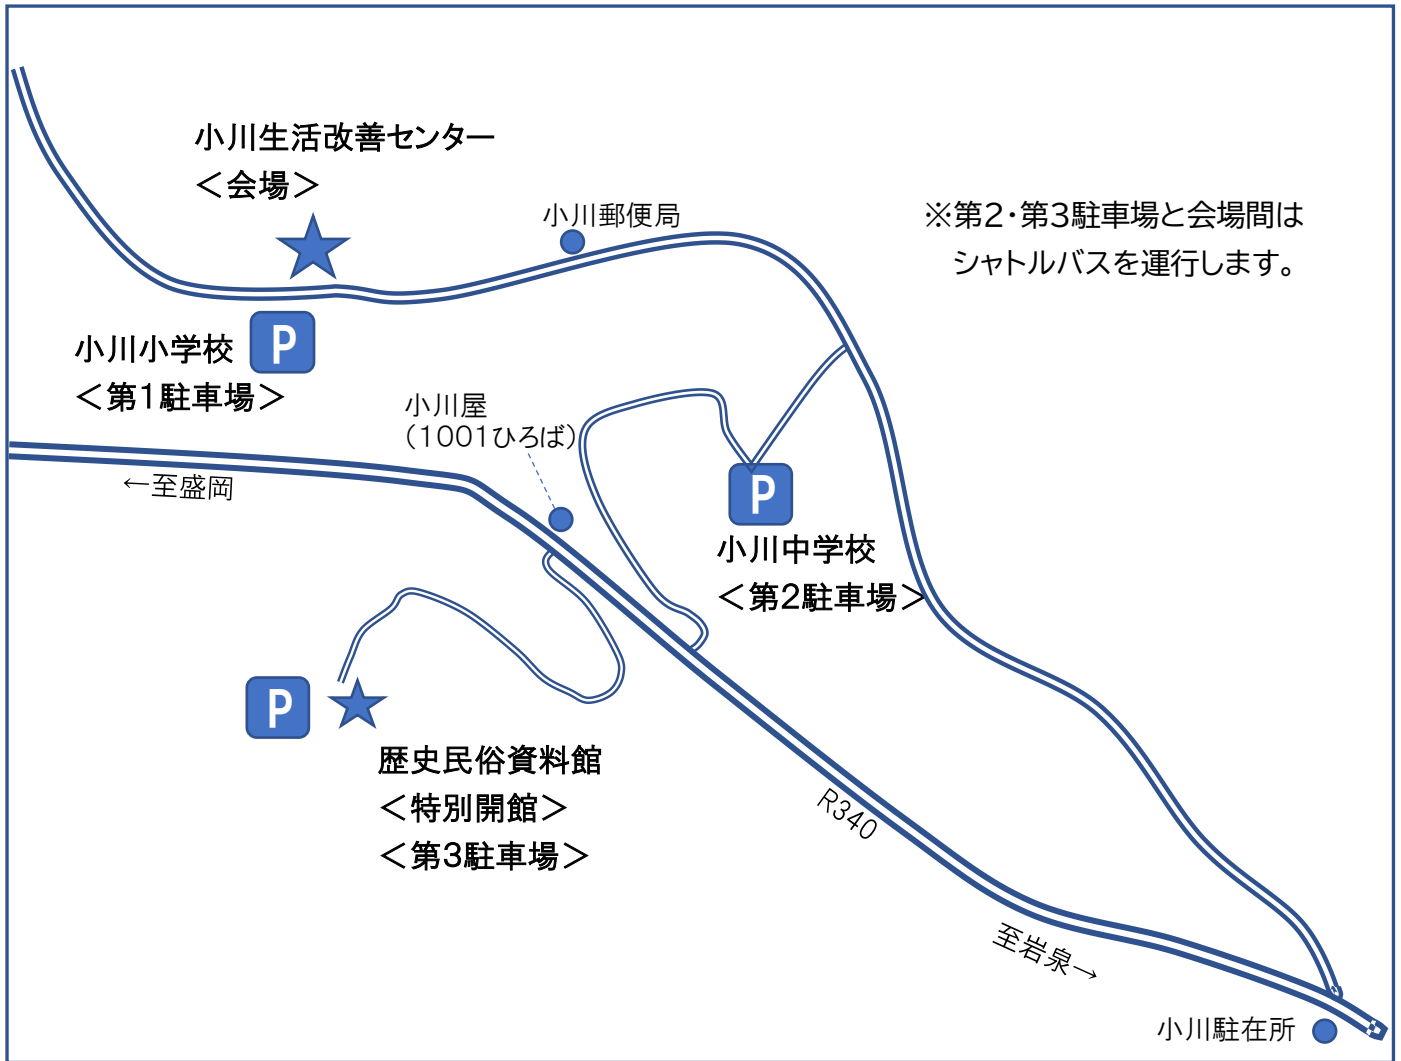 小川生活改善センター
＜会場＞
小川郵便局
※第2・第3駐車場と会場間は
シャトルバスを運行します。
P
小川小学校
＜第1駐車場＞
小川屋
（1001ひろば）
←至盛岡
P
小川中学校
＜第2駐車場＞
P
歴史民俗資料館
＜特別開館＞
＜第3駐車場＞
R340
至岩泉→
小川駐在所